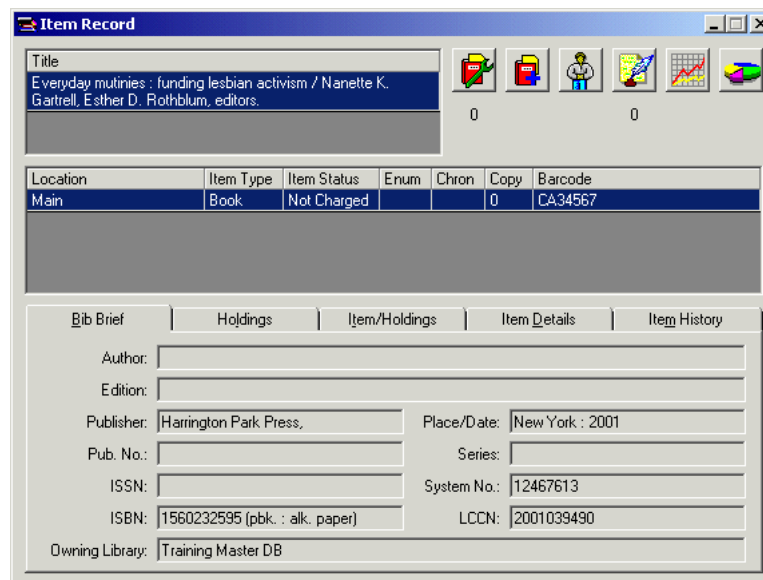 Item Record
Title
Everyday mutinies : funding lesbian activism / Nanette K.
Gartrell, Esther D. Rothblum, editors.
0 0
Location Item Type Item Status Enum Chron Copy Barcode
Main Book Not Charged 0 CA34567
Bib Brief Holdings Item/Holdings Item Details Item History
Author:
Edition:
Publisher: Harrington Park Press, Place/Date: New York : 2001
Pub. No.: Series:
ISSN: System No.: 12467613
ISBN: 1560232595 (pbk. : alk. paper) LCCN: 2001039490
Owning Library: Training Master DB